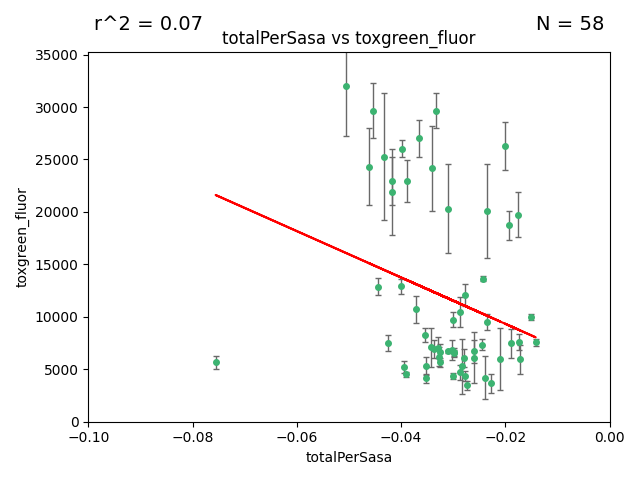 r^2 = 0.07
N = 58
totalPerSasa vs toxgreen_fluor
35000
30000
25000
20000
15000
10000
5000
0
toxgreen_fluor
−0.10
−0.08
−0.06
−0.04
−0.02
0.00
totalPerSasa